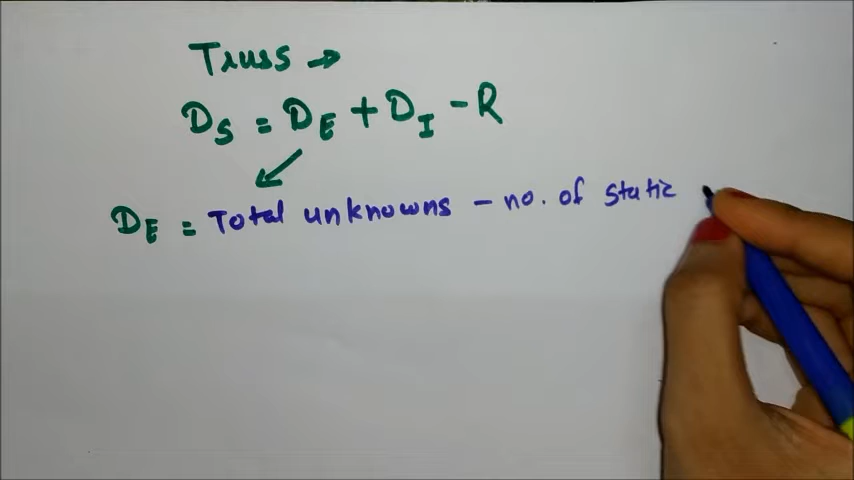 Truss →
DS = DE + DI - R
DE = Total unknowns - no. of static